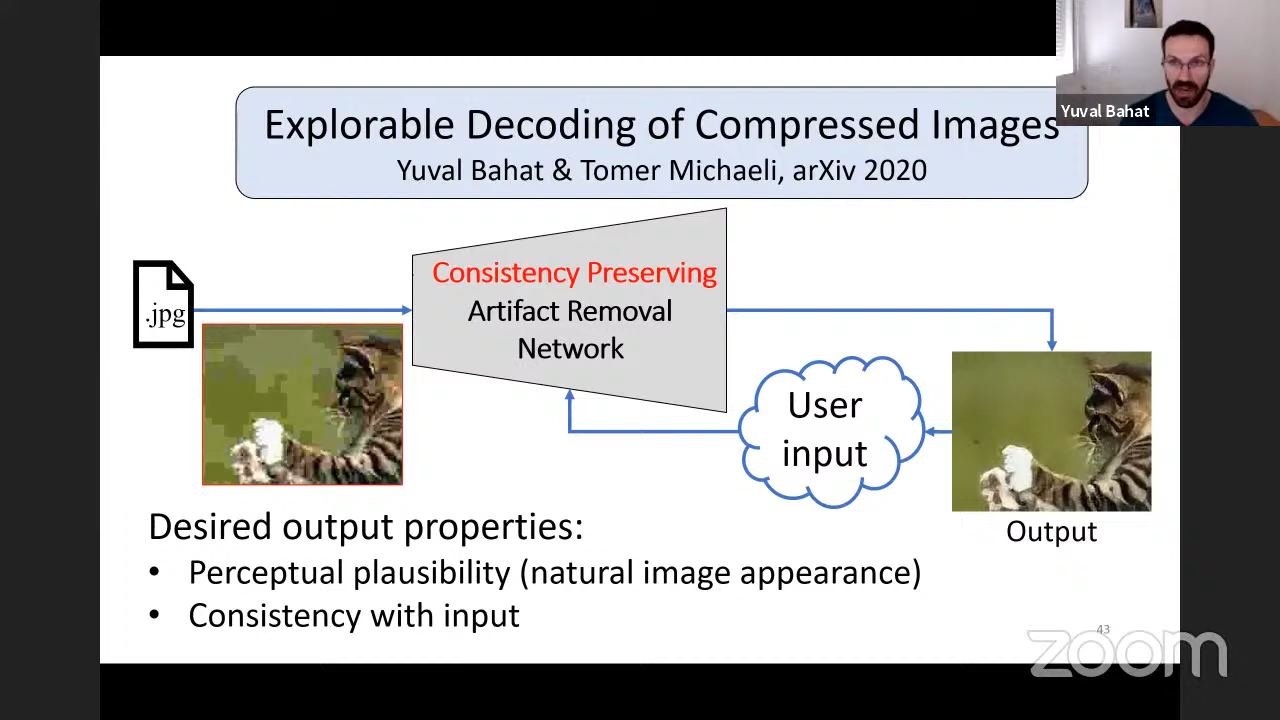 Explorable Decoding of Compressed Images
Yuval Bahat & Tomer Michaeli, arXiv 2020
Yuval Bahat
.jpg
Consistency Preserving
Artifact Removal
Network
User
input
Output
Desired output properties:
• Perceptual plausibility (natural image appearance)
• Consistency with input
43
zoom